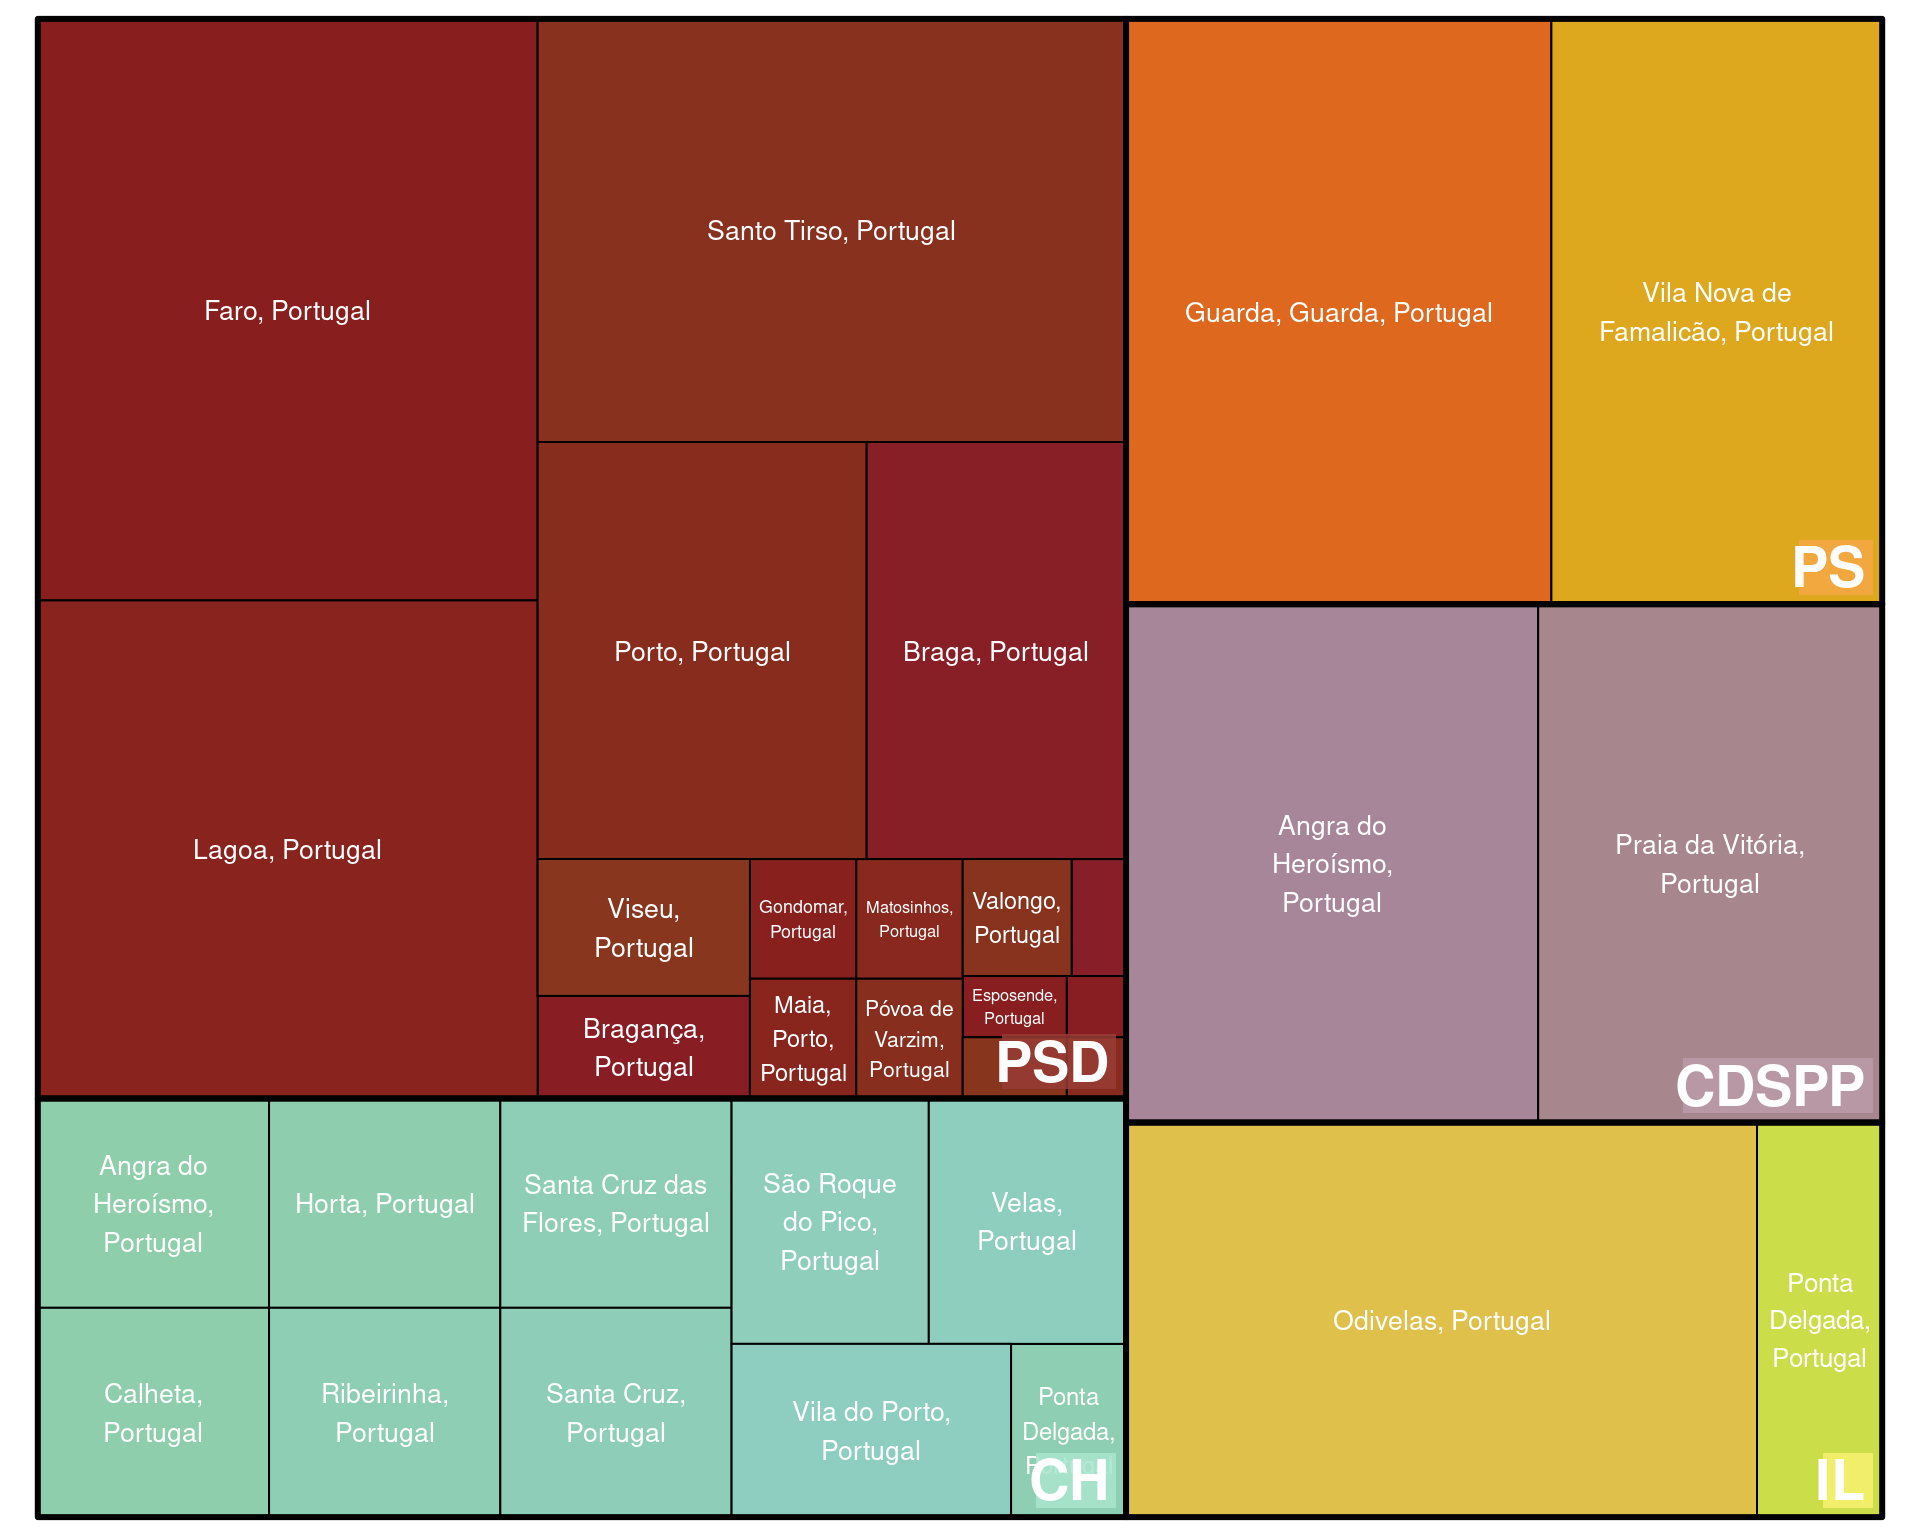 Faro, Portugal
Santo Tirso, Portugal
Guarda, Guarda, Portugal
Vila Nova de
Famalicão, Portugal
PS
Lagoa, Portugal
Porto, Portugal
Braga, Portugal
Viseu,
Portugal
Bragança,
Portugal
Gondomar,
Portugal
Matosinhos,
Portugal
Valongo,
Portugal
Maia,
Porto,
Portugal
Póvoa de
Varzim,
Portugal
Esposende,
Portugal
PSD
Angra do
Heroísmo,
Portugal
Praia da Vitória,
Portugal
CDSPP
Angra do
Heroísmo,
Portugal
Horta, Portugal
Santa Cruz das
Flores, Portugal
São Roque
do Pico,
Portugal
Velas,
Portugal
Calheta,
Portugal
Ribeirinha,
Portugal
Santa Cruz,
Portugal
Vila do Porto,
Portugal
Ponta
Delgada,
CH
Odivelas, Portugal
Ponta
Delgada,
Portugal
IL